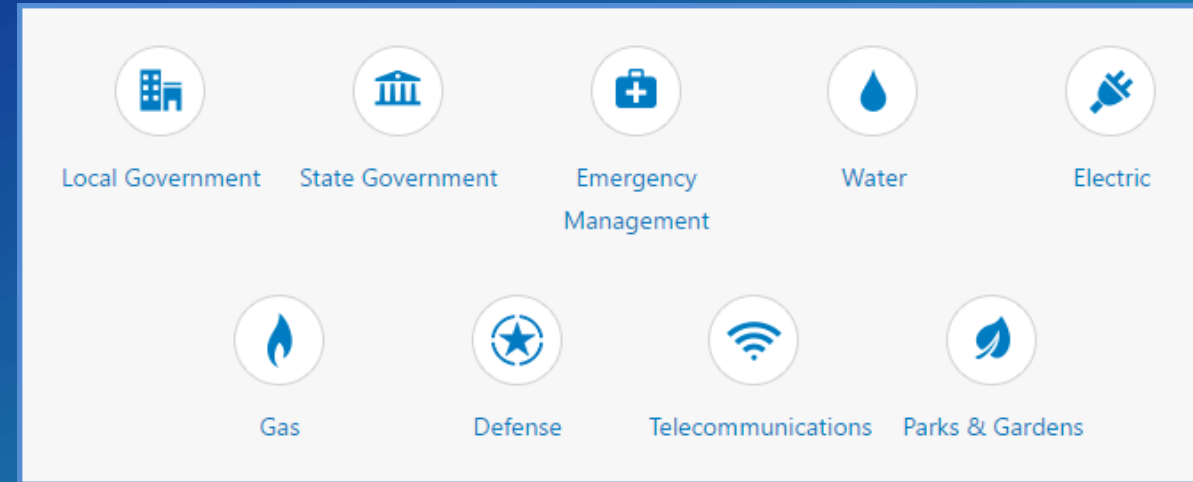 Local Government
State Government
Emergency
Management
Water
Electric
Gas
Defense
Telecommunications
Parks & Gardens